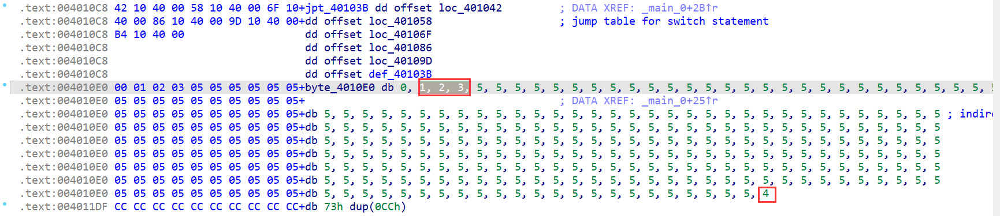 .text:004010C8 42 10 40 00 58 10 40 00 6F 10+jpt_40103B dd offset loc_401042 ; DATA XREF: _main_0+2B↑r
.text:004010C8 40 00 86 10 40 00 9D 10 40 00+dd offset loc_401058 ; jump table for switch statement
.text:004010C8 B4 10 40 00 dd offset loc_40106F
.text:004010C8 dd offset loc_401086
.text:004010C8 dd offset loc_40109D
.text:004010C8 dd offset def_40103B
.text:004010E0 00 01 02 03 05 05 05 05 05 05+byte_4010E0 db 0, 1, 2, 3, 5, 5, 5, 5, 5, 5, 5, 5, 5, 5, 5, 5, 5, 5, 5, 5, 5, 5, 5, 5, 5, 5, 5, 5, 5, 5, 5,
.text:004010E0 05 05 05 05 05 05 05 05 05 05+ ; DATA XREF: _main_0+25↑r
.text:004010E0 05 05 05 05 05 05 05 05 05 05+db 5, 5, 5, 5, 5, 5, 5, 5, 5, 5, 5, 5, 5, 5, 5, 5, 5, 5, 5, 5, 5, 5, 5, 5, 5, 5, 5, 5, 5, 5, 5, 5, 5 ; indire
.text:004010E0 05 05 05 05 05 05 05 05 05 05+db 5, 5, 5, 5, 5, 5, 5, 5, 5, 5, 5, 5, 5, 5, 5, 5, 5, 5, 5, 5, 5, 5, 5, 5, 5, 5, 5, 5, 5, 5, 5, 5, 5
.text:004010E0 05 05 05 05 05 05 05 05 05 05+db 5, 5, 5, 5, 5, 5, 5, 5, 5, 5, 5, 5, 5, 5, 5, 5, 5, 5, 5, 5, 5, 5, 5, 5, 5, 5, 5, 5, 5, 5, 5, 5, 5
.text:004010E0 05 05 05 05 05 05 05 05 05 05+db 5, 5, 5, 5, 5, 5, 5, 5, 5, 5, 5, 5, 5, 5, 5, 5, 5, 5, 5, 5, 5, 5, 5, 5, 5, 5, 5, 5, 5, 5, 5, 5, 5
.text:004010E0 05 05 05 05 05 05 05 05 05 05+db 5, 5, 5, 5, 5, 5, 5, 5, 5, 5, 5, 5, 5, 5, 5, 5, 5, 5, 5, 5, 5, 5, 5, 5, 5, 5, 5, 5, 5, 5, 5, 5, 5
.text:004010E0 05 05 05 05 05 05 05 05 05 05+db 5, 5, 5, 5, 5, 5, 5, 5, 5, 5, 5, 5, 5, 5, 5, 5, 5, 5, 5, 5, 5, 5, 5, 5, 5, 5, 5, 5, 5, 5, 5, 5, 5
.text:004010E0 05 05 05 05 05 05 05 05 05 05+db 5, 5, 5, 5, 5, 5, 5, 5, 5, 5, 5, 5, 5, 5, 5, 5, 5, 5, 5, 5, 5, 5, 5, 4
.text:004011DF CC CC CC CC CC CC CC CC CC CC+db 73h dup(0CCh)